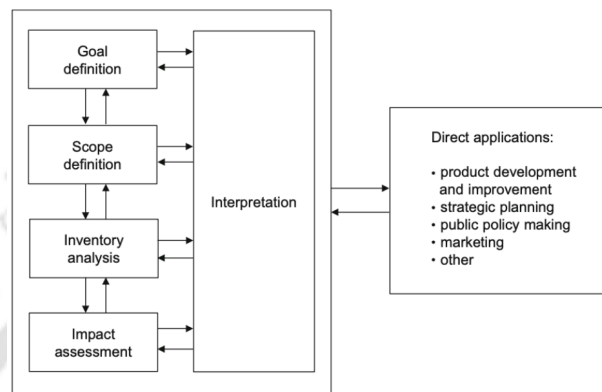 Goal
definition
Scope
definition
Inventory
analysis
Impact
assessment
Interpretation
Direct applications:
• product development
and improvement
• strategic planning
• public policy making
• marketing
• other